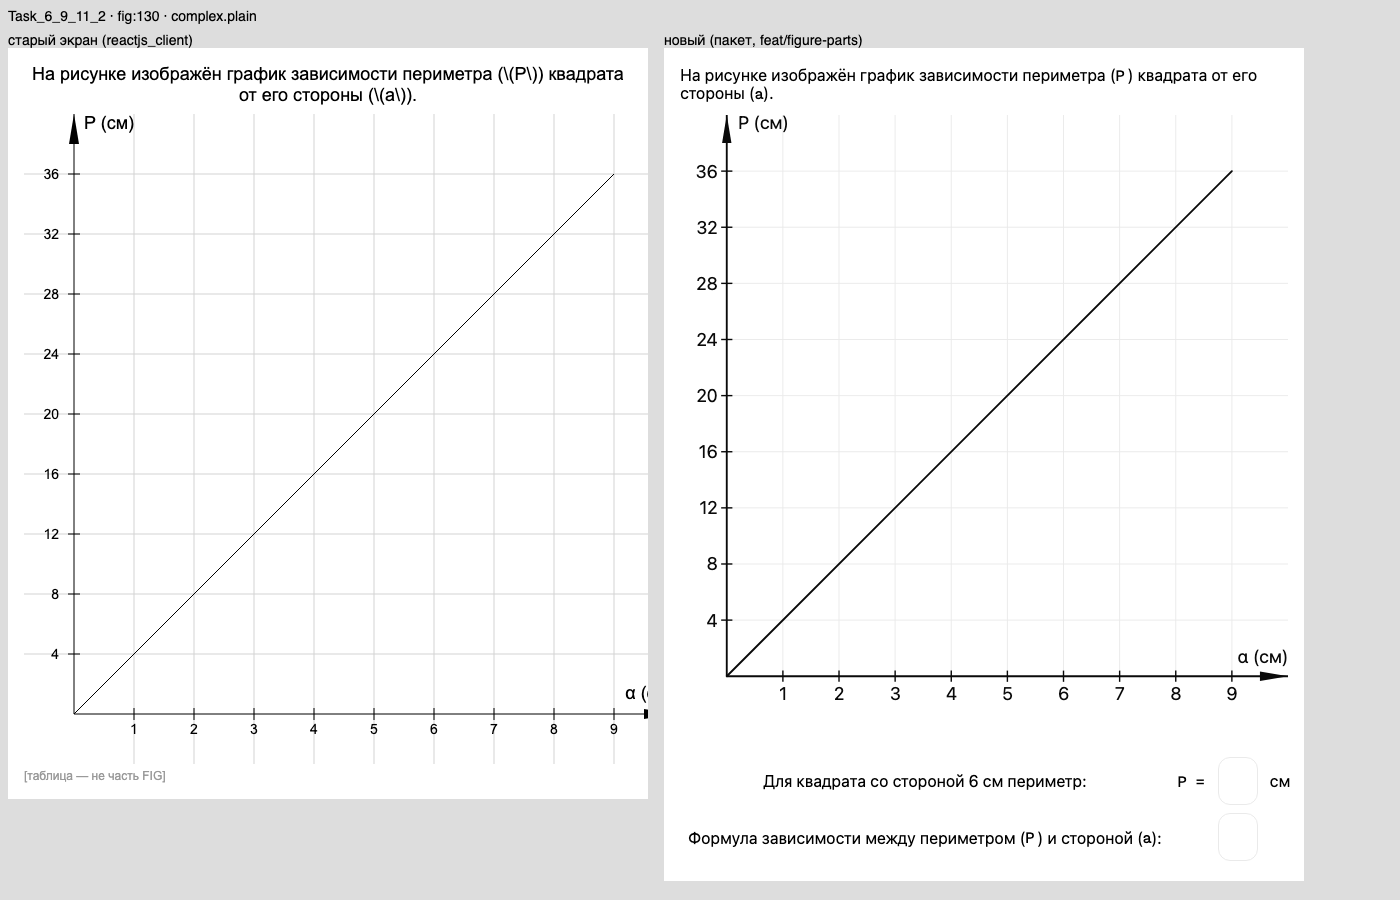 Task_6_9_11_2 · fig:130 · complex.plain
старый экран (reactjs_client)
На рисунке изображён график зависимости периметра (\(P\)) квадрата
от его стороны (\(a\)).
P (см)
36
32
28
24
20
16
12
8
4
α (
1 2 3 4 5 6 7 8 9
[таблица — не часть FIG]
новый (пакет, feat/figure-parts)
На рисунке изображён график зависимости периметра (P) квадрата от его
стороны (a).
P (см)
36
32
28
24
20
16
12
8
4
α (см)
1 2 3 4 5 6 7 8 9
Для квадрата со стороной 6 см периметр: P = см
Формула зависимости между периметром (P) и стороной (a):